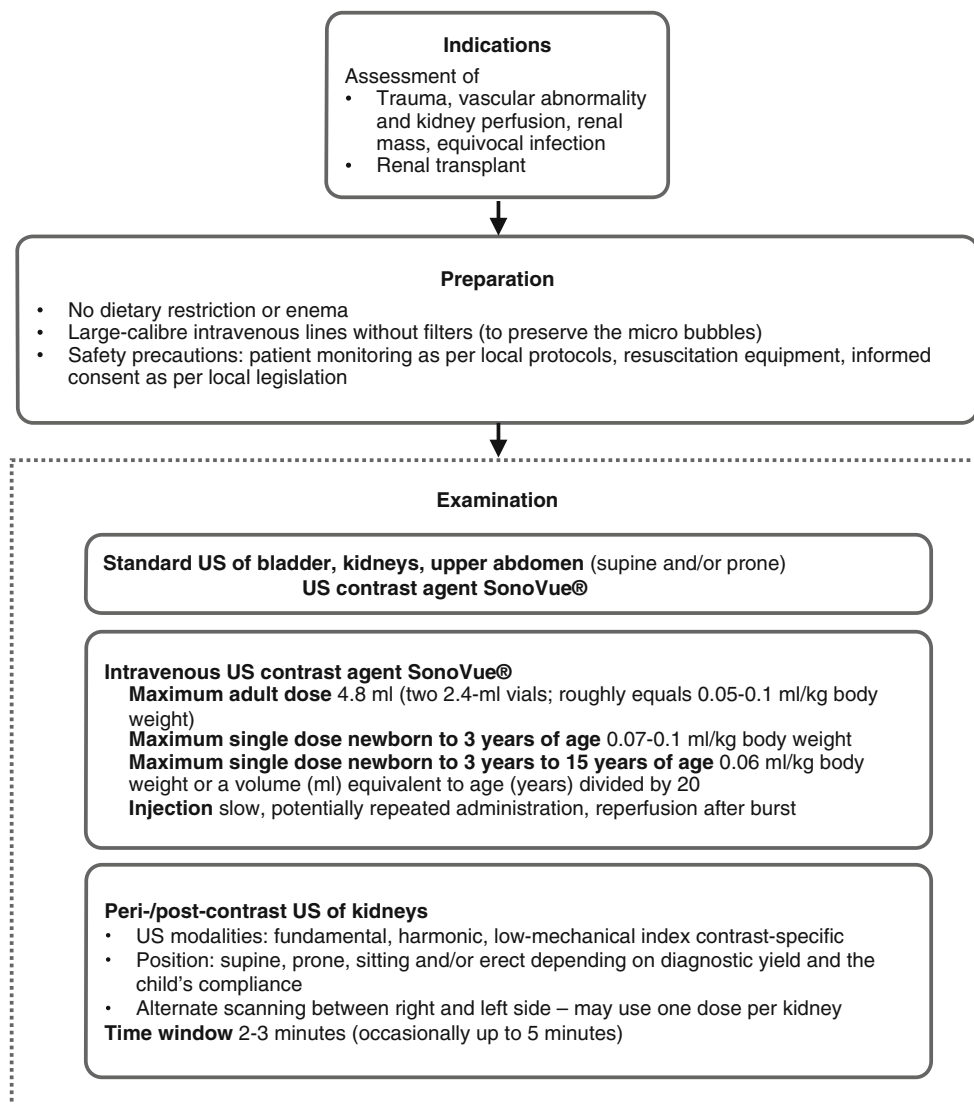 Indications
Assessment of
• Trauma, vascular abnormality
and kidney perfusion, renal
mass, equivocal infection
• Renal transplant
Preparation
• No dietary restriction or enema
• Large-calibre intravenous lines without filters (to preserve the micro bubbles)
• Safety precautions: patient monitoring as per local protocols, resuscitation equipment, informed
consent as per local legislation
Examination
Standard US of bladder, kidneys, upper abdomen (supine and/or prone)
US contrast agent SonoVue®
Intravenous US contrast agent SonoVue®
Maximum adult dose 4.8 ml (two 2.4-ml vials; roughly equals 0.05-0.1 ml/kg body
weight)
Maximum single dose newborn to 3 years of age 0.07-0.1 ml/kg body weight
Maximum single dose newborn to 3 years to 15 years of age 0.06 ml/kg body
weight or a volume (ml) equivalent to age (years) divided by 20
Injection slow, potentially repeated administration, reperfusion after burst
Peri-/post-contrast US of kidneys
• US modalities: fundamental, harmonic, low-mechanical index contrast-specific
• Position: supine, prone, sitting and/or erect depending on diagnostic yield and the
child's compliance
• Alternate scanning between right and left side – may use one dose per kidney
Time window 2-3 minutes (occasionally up to 5 minutes)